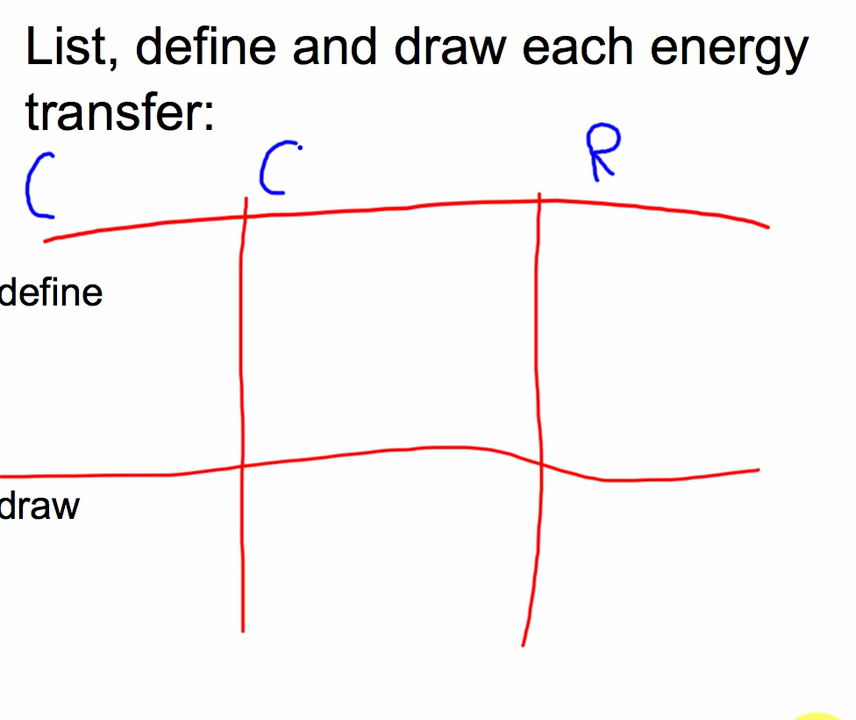 List, define and draw each energy
transfer:
C C R
define
draw